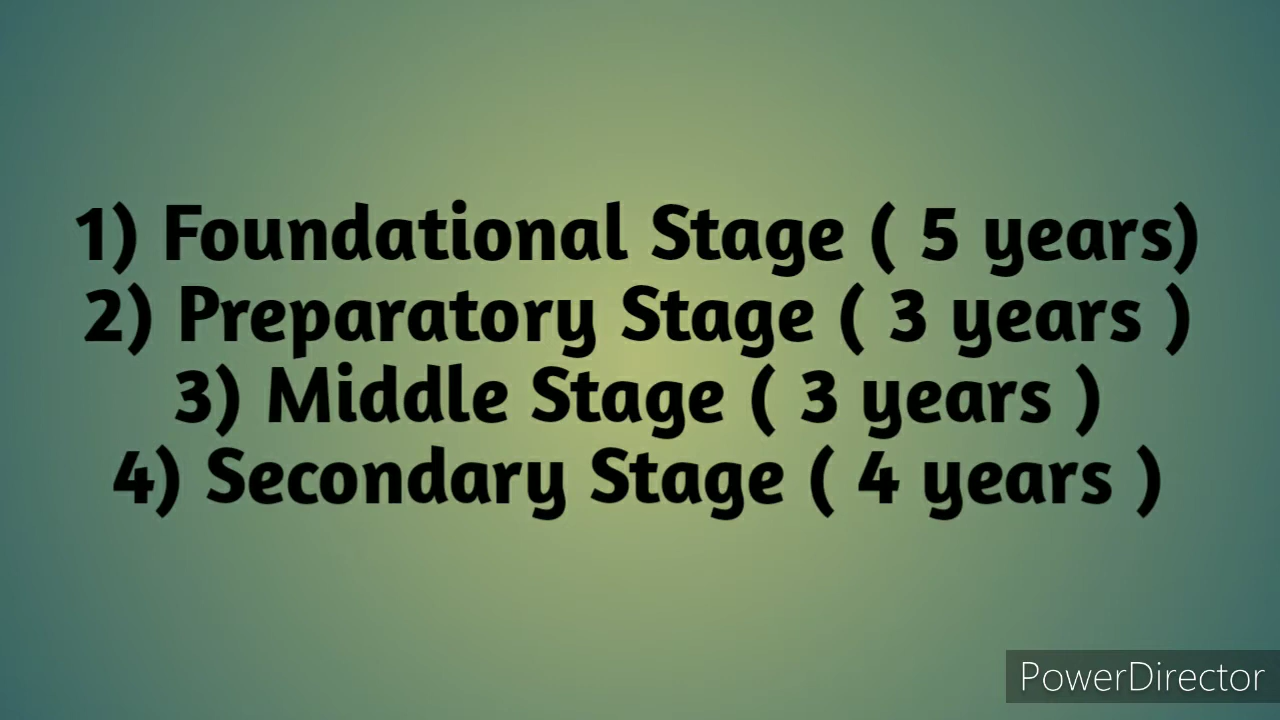 1) Foundational Stage ( 5 years)
2) Preparatory Stage ( 3 years )
3) Middle Stage ( 3 years )
4) Secondary Stage ( 4 years )
PowerDirector